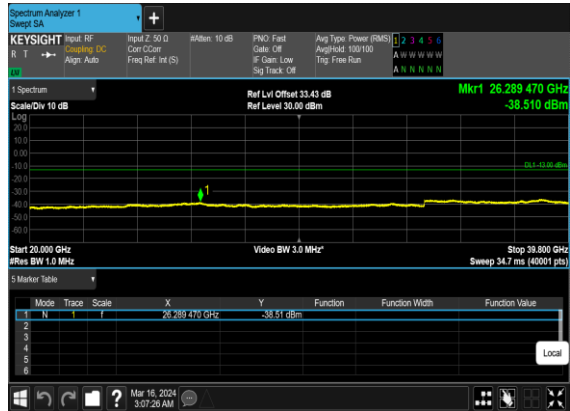 Spectrum Analyzer 1
Swept SA
KEYSIGHT
R T
LW
Input: RF
Coupling: DC
Align: Auto
Input Z: 50 Ω
Corr CCorr
Freq Ref: Int (S)
#Atten: 10 dB
PNO: Fast
Gate: Off
IF Gain: Low
Sig Track: Off
Avg Type: Power (RMS)
Avg|Hold: 100/100
Trig: Free Run
1 2 3 4 5 6
A W W W W W
A N N N N N
1 Spectrum
Scale/Div 10 dB
Log
Ref Lvl Offset 33.43 dB
Ref Level 30.00 dBm
Mkr1 26.289 470 GHz
-38.510 dBm
20.0
10.0
0.00
-10.0
DL1 -13.00 dBm
-20.0
-30.0
1
-40.0
-50.0
-60.0
Start 20.000 GHz
#Res BW 1.0 MHz
Video BW 3.0 MHz*
Stop 39.800 GHz
Sweep 34.7 ms (40001 pts)
5 Marker Table
Mode Trace Scale X Y Function Function Width Function Value
1 N 1 f 26.289 470 GHz -38.51 dBm
2
3
4
5
6
Local
?
Mar 16, 2024
3:07:26 AM